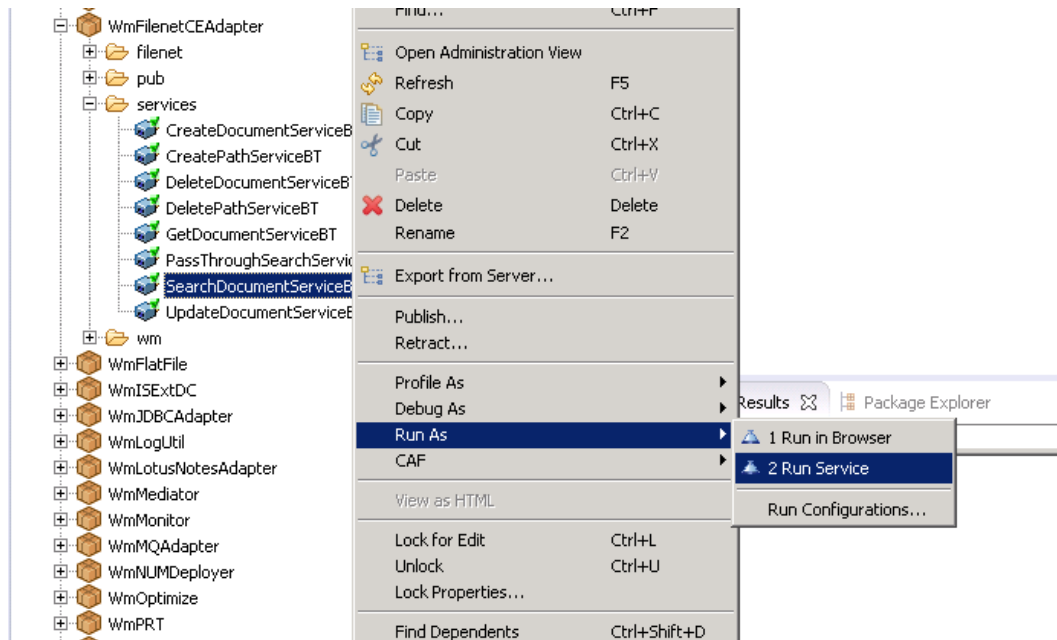 WmFilenetCEAdapter
filenet
pub
services
CreateDocumentServiceB
CreatePathServiceBT
DeleteDocumentServiceB
DeletePathServiceBT
GetDocumentServiceBT
PassThroughSearchServic
SearchDocumentServiceB
UpdateDocumentServiceB
wm
WmFlatFile
WmISExtDC
WmJDBCAdapter
WmLogUtil
WmLotusNotesAdapter
WmMediator
WmMonitor
WmMQAdapter
WmNUMDeployer
WmOptimize
WmPRT
Find... Ctrl+F
Open Administration View
Refresh F5
Copy Ctrl+C
Cut Ctrl+X
Paste Ctrl+V
Delete Delete
Rename F2
Export from Server...
Publish...
Retract...
Profile As
Debug As
Run As
CAF
View as HTML
Lock for Edit Ctrl+L
Unlock Ctrl+U
Lock Properties...
Find Dependents Ctrl+Shift+D
Results Package Explorer
1 Run in Browser
2 Run Service
Run Configurations...